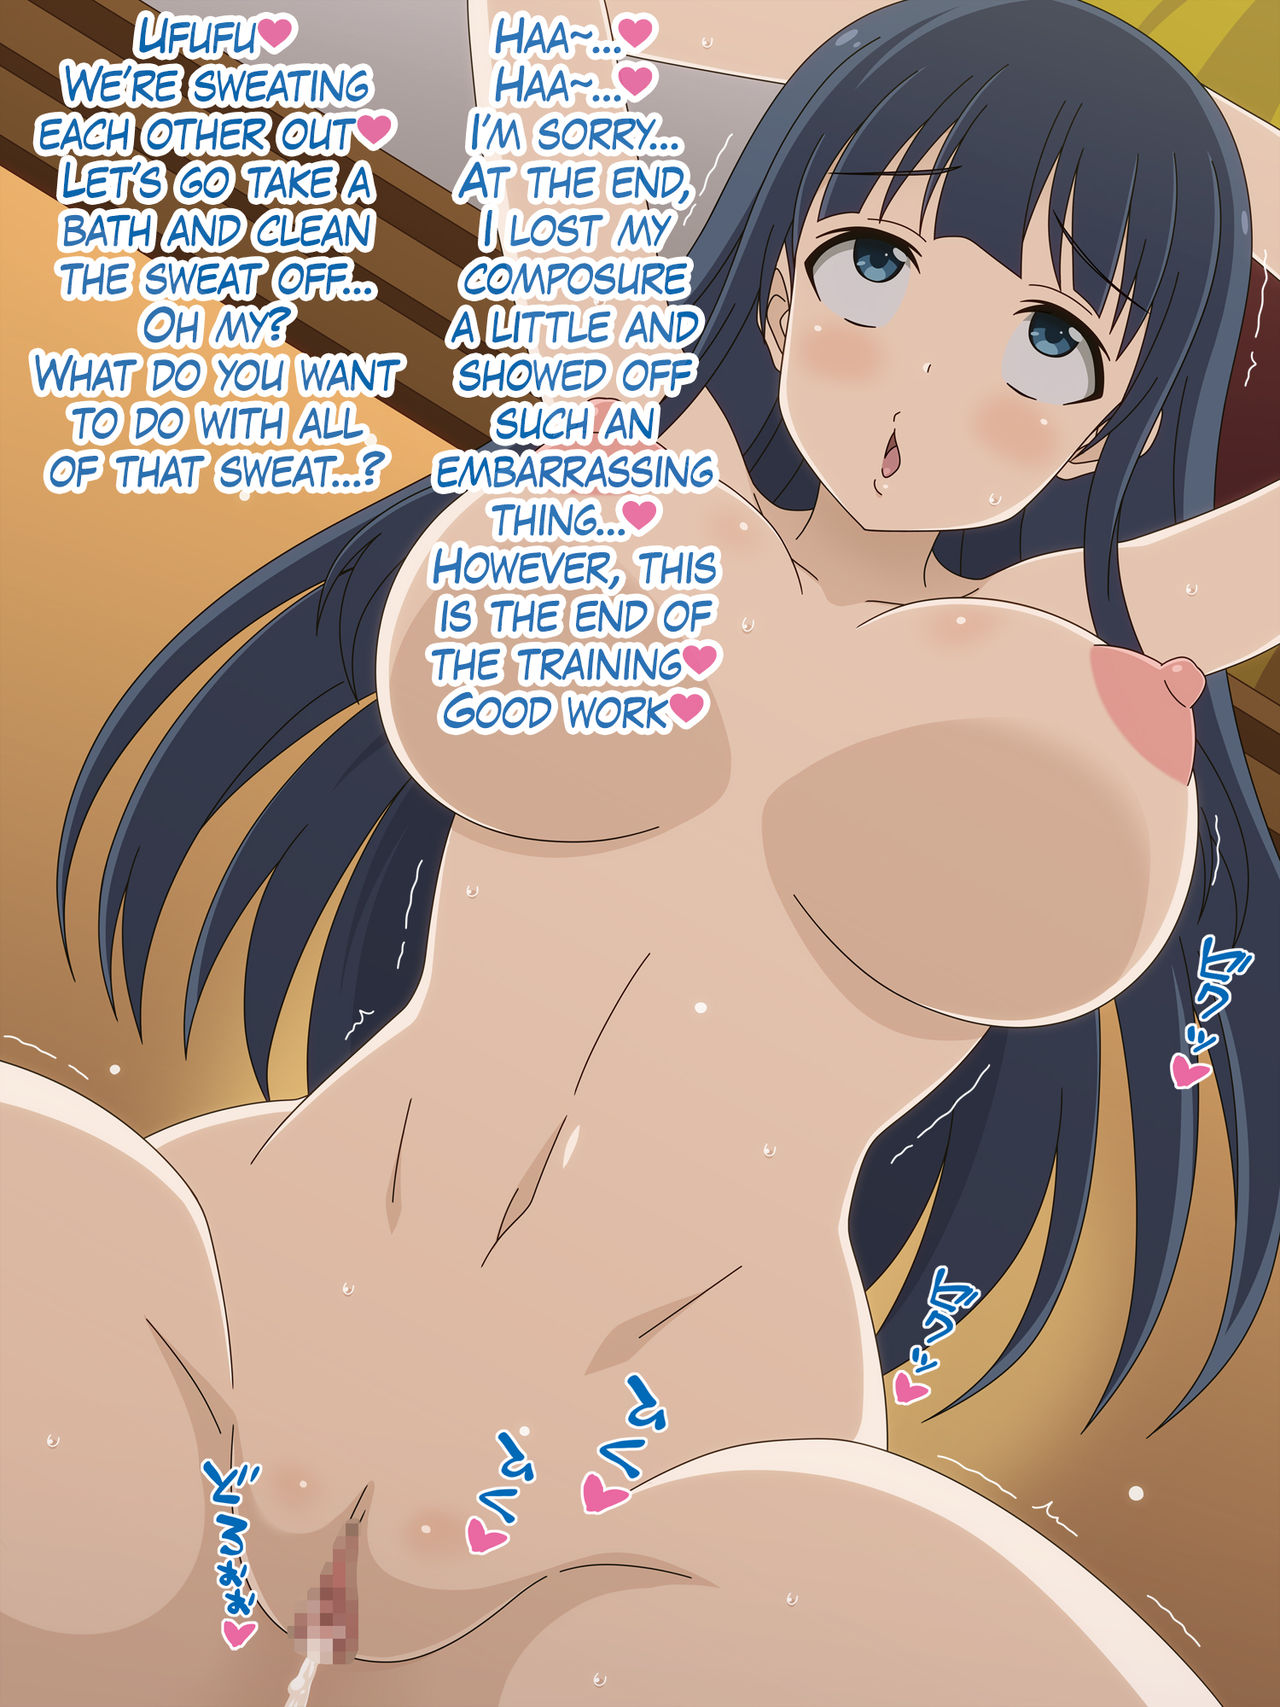 Haa~...♥
Haa~...♥
I'm sorry...
At the end,
I lost my
composure
a little and
showed off
such an
embarrassing
thing...♥
However, this
is the end of
the training♥
Good work♥
Ufufu♥
We're sweating
each other out♥
Let's go take a
bath and clean
the sweat off...
Oh my?
What do you want
to do with all
of that sweat...?
ビクッ♥
ビクッ♥
ひく♥
ひく♥